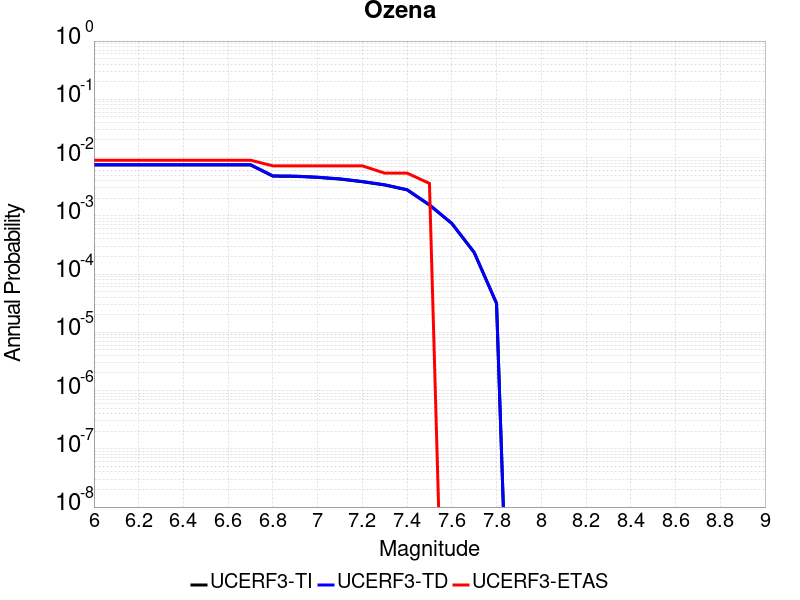 Ozena
10^0
10^-1
10^-2
10^-3
10^-4
10^-5
10^-6
10^-7
10^-8
Annual Probability
6 6.2 6.4 6.6 6.8 7 7.2 7.4 7.6 7.8 8 8.2 8.4 8.6 8.8 9
Magnitude
UCERF3-TI UCERF3-TD UCERF3-ETAS